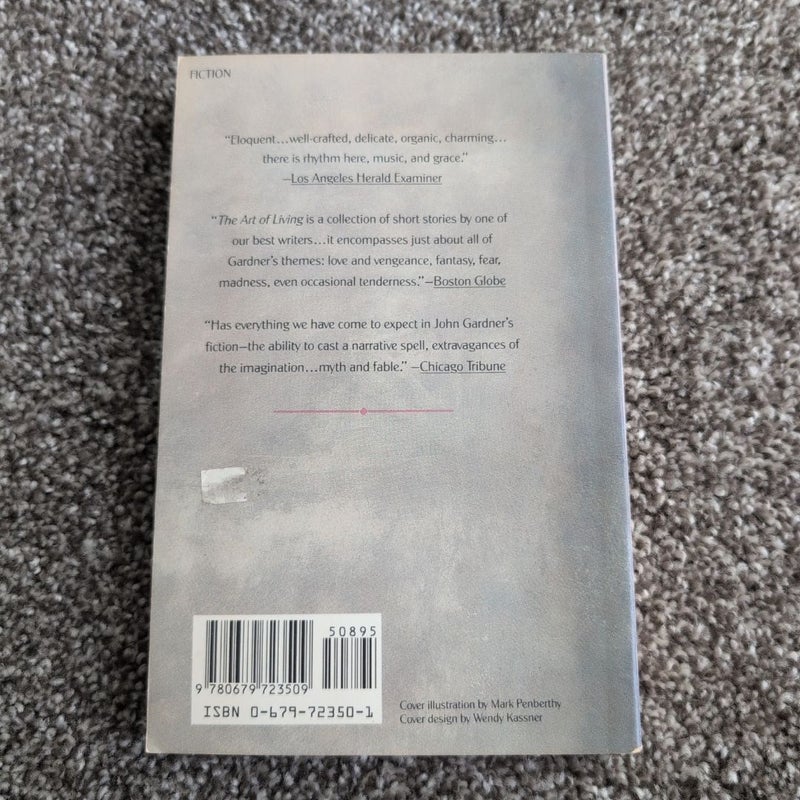 FICTION
“Eloquent...well-crafted, delicate, organic, charming...
there is rhythm here, music, and grace.”
—Los Angeles Herald Examiner
“The Art of Living is a collection of short stories by one of
our best writers...it encompasses just about all of
Gardner’s themes: love and vengeance, fantasy, fear,
madness, even occasional tenderness.”—Boston Globe
“Has everything we have come to expect in John Gardner’s
fiction—the ability to cast a narrative spell, extravagances of
the imagination...myth and fable.” —Chicago Tribune
50895
9 780679 723509
ISBN 0-679-72350-1
Cover illustration by Mark Penberthy
Cover design by Wendy Kassner